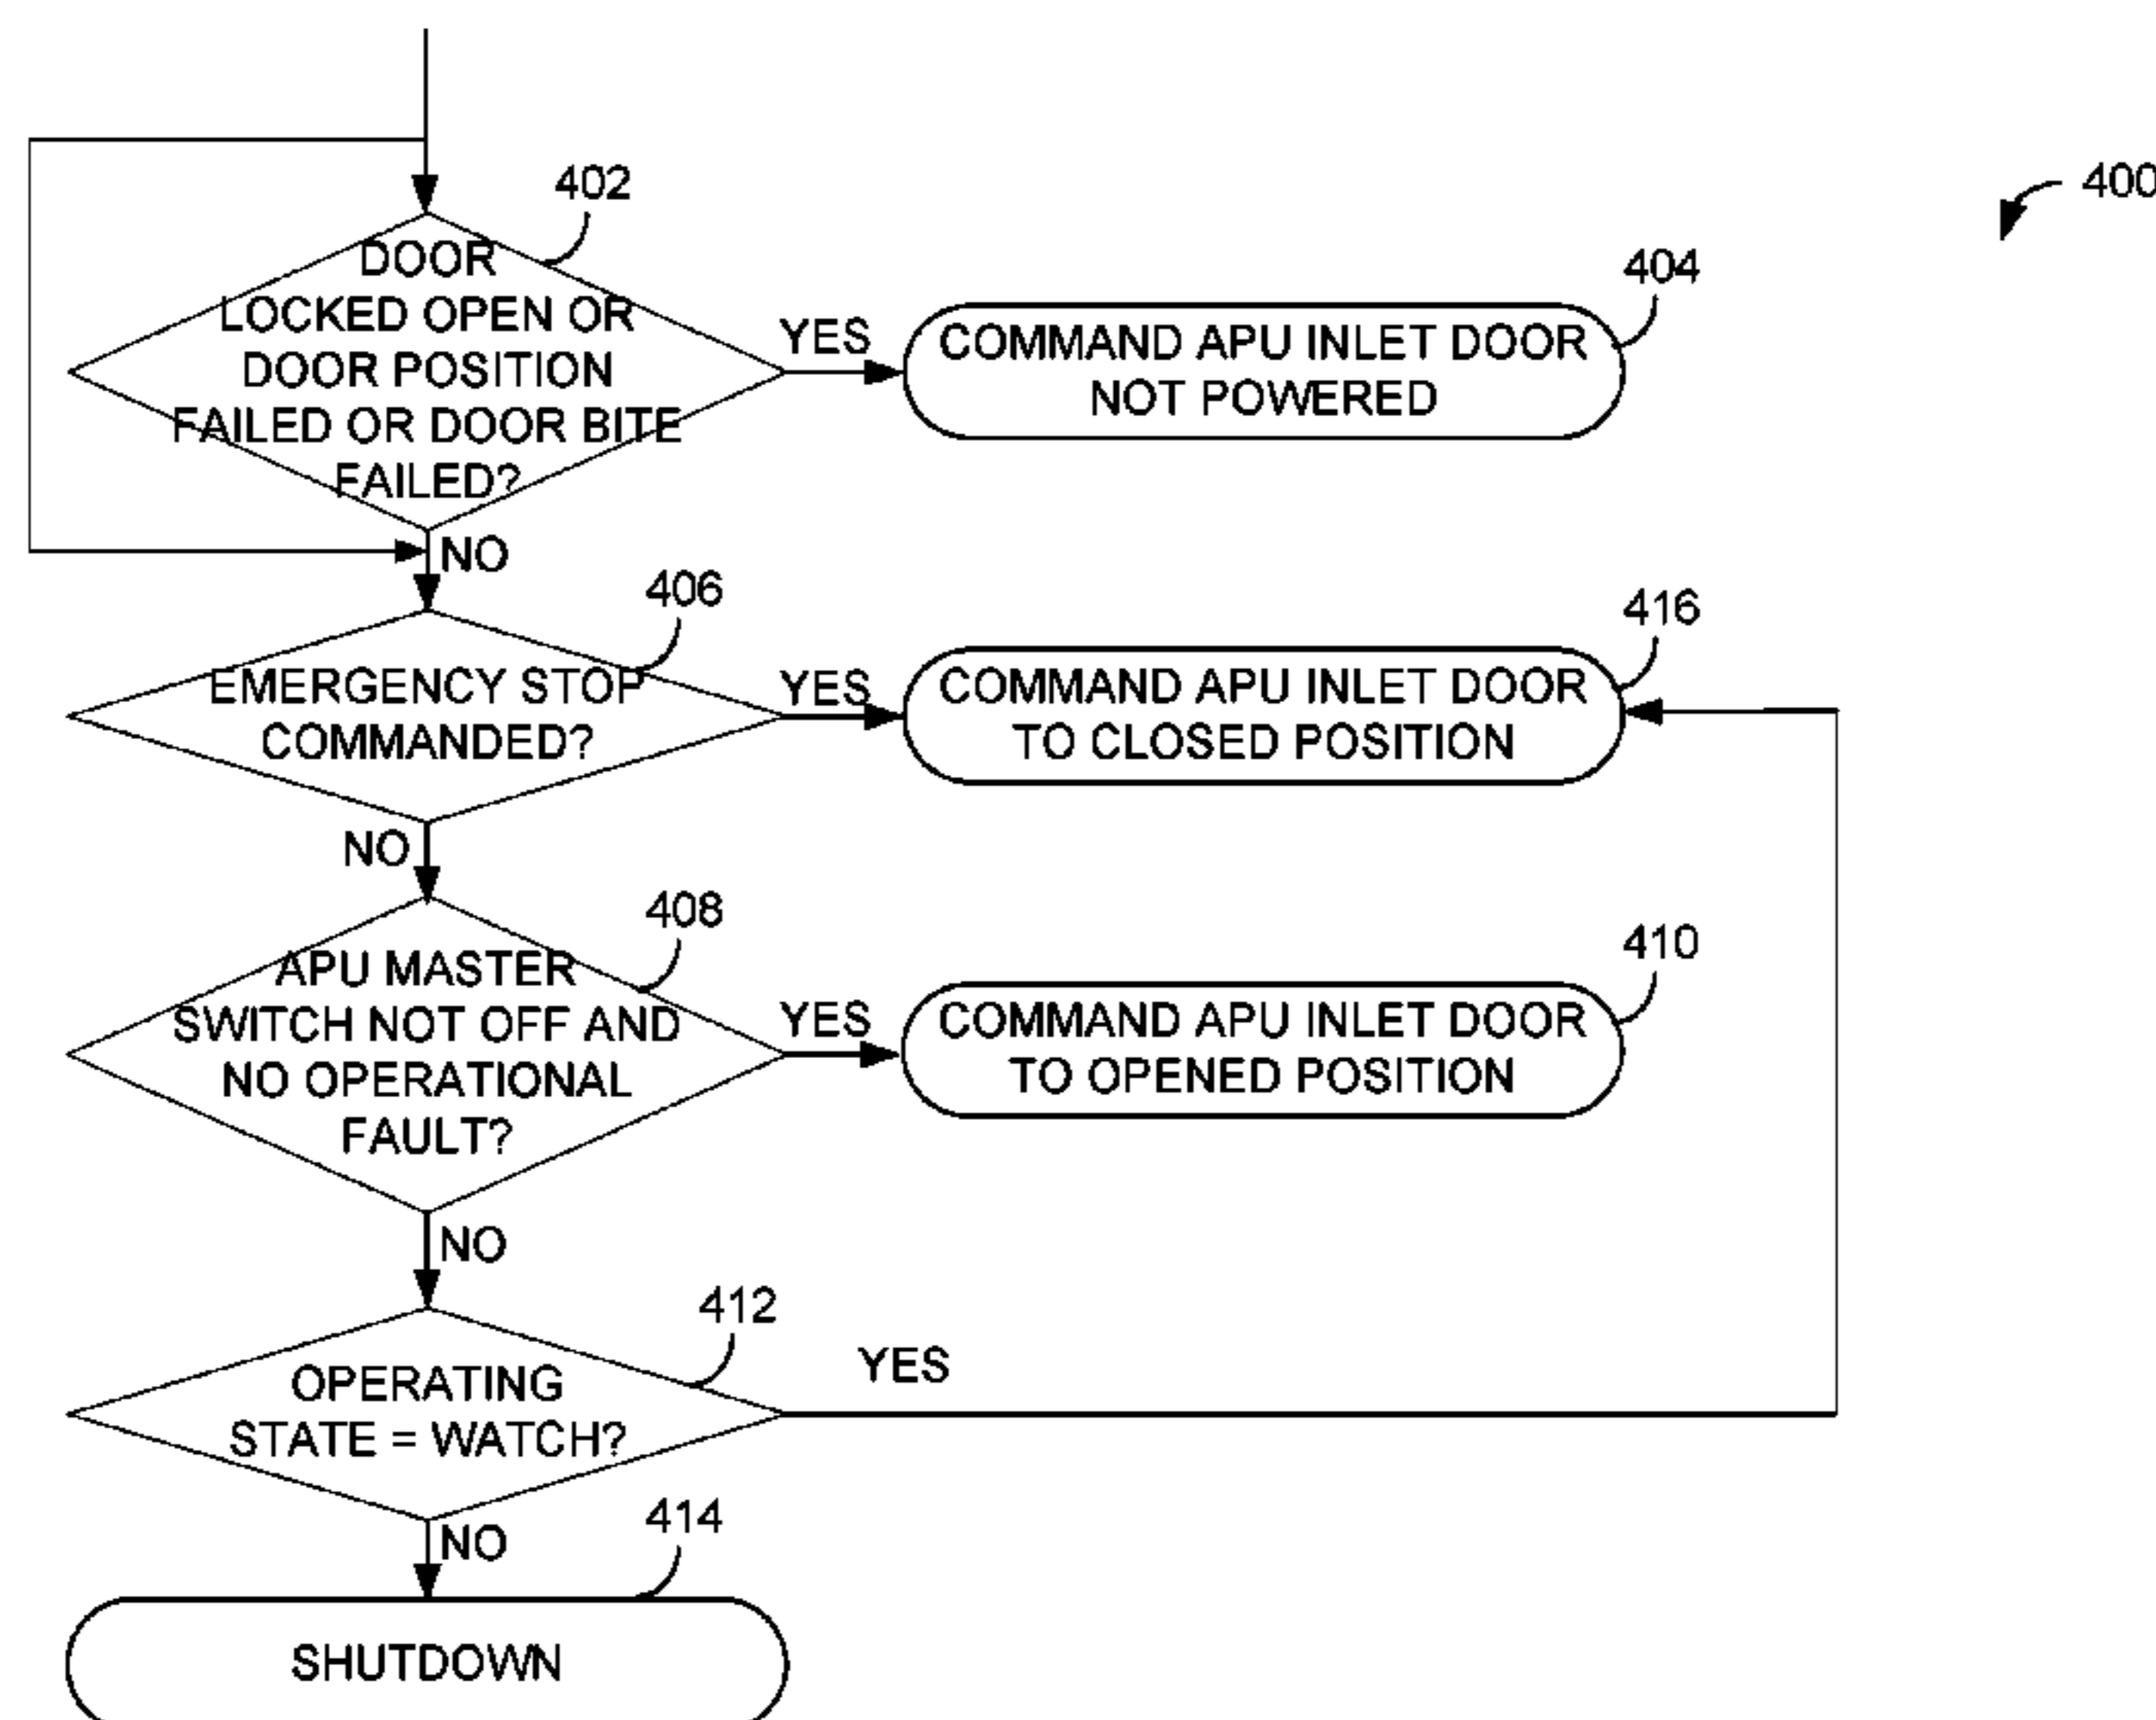 402
400
DOOR
LOCKED OPEN OR
DOOR POSITION
FAILED OR DOOR BITE
FAILED?
YES
404
COMMAND APU INLET DOOR
NOT POWERED
NO
406
EMERGENCY STOP
COMMANDED?
YES
416
COMMAND APU INLET DOOR
TO CLOSED POSITION
NO
408
APU MASTER
SWITCH NOT OFF AND
NO OPERATIONAL
FAULT?
YES
410
COMMAND APU INLET DOOR
TO OPENED POSITION
NO
412
OPERATING
STATE = WATCH?
YES
NO
414
SHUTDOWN